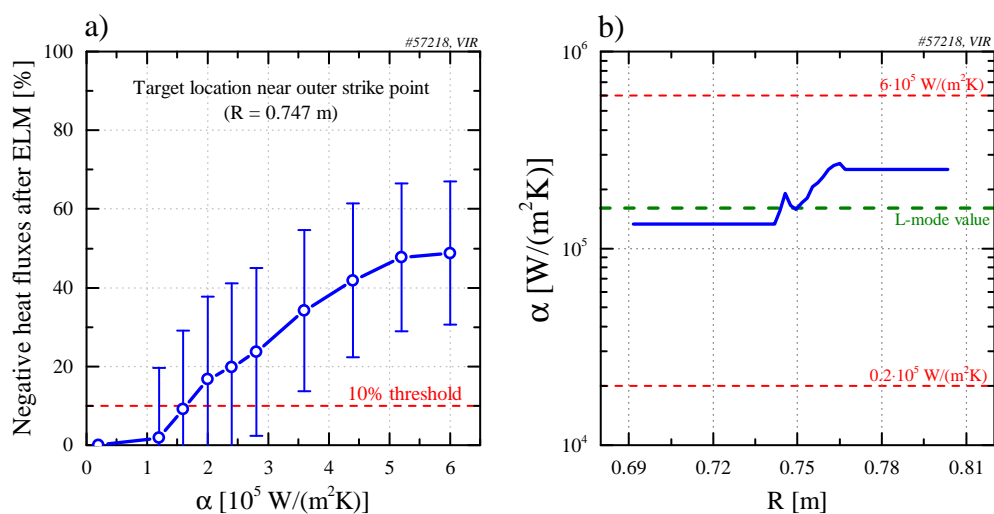 a)
#57218, VIR
Negative heat fluxes after ELM [%]
100
80
60
40
20
0
Target location near outer strike point
(R = 0.747 m)
10% threshold
0 1 2 3 4 5 6
α [10⁵ W/(m²K)]
b)
#57218, VIR
α [W/(m²K)]
10⁶
10⁵
10⁴
6·10⁵ W/(m²K)
L-mode value
0.2·10⁵ W/(m²K)
0.69 0.72 0.75 0.78 0.81
R [m]